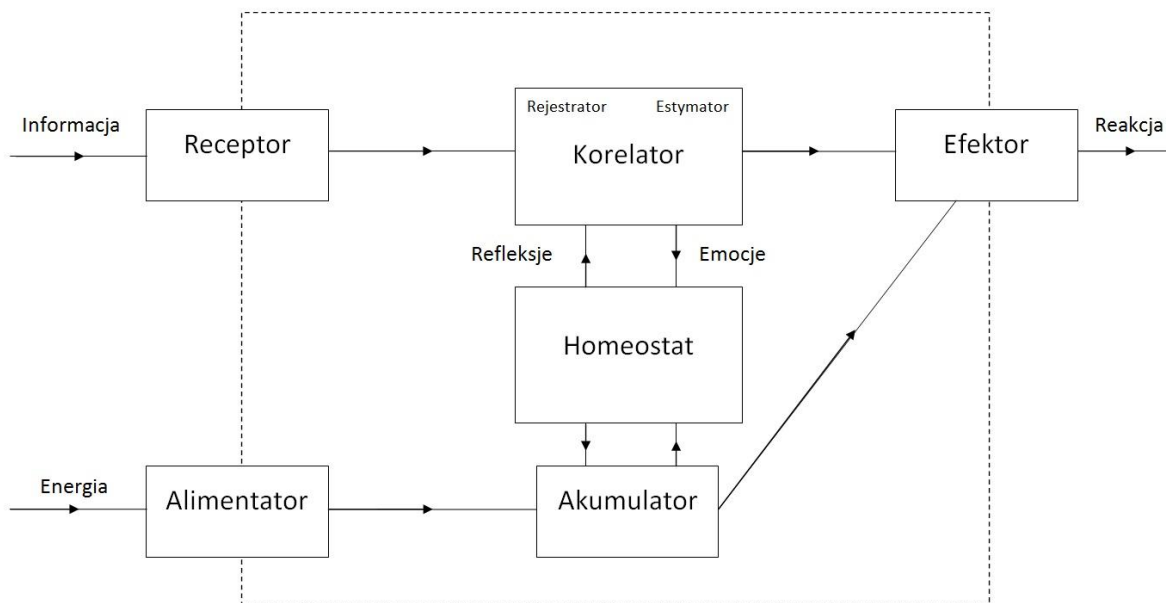 Rejestrator Estymator
Informacja
Receptor
Korelator
Efektor
Reakcja
Refleksje
Emocje
Homeostat
Energia
Alimentator
Akumulator